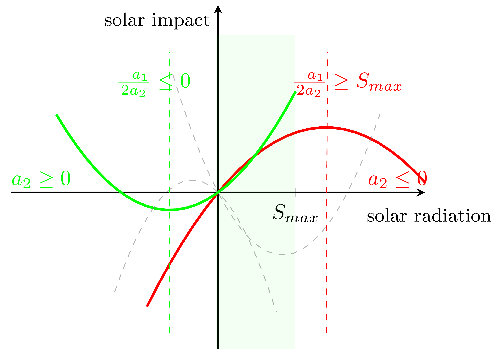 solar impact
a₁/2a₂ ≤ 0
a₁/2a₂ ≥ Sₘₐₓ
a₂ ≥ 0
a₂ ≤ 0
Sₘₐₓ
solar radiation